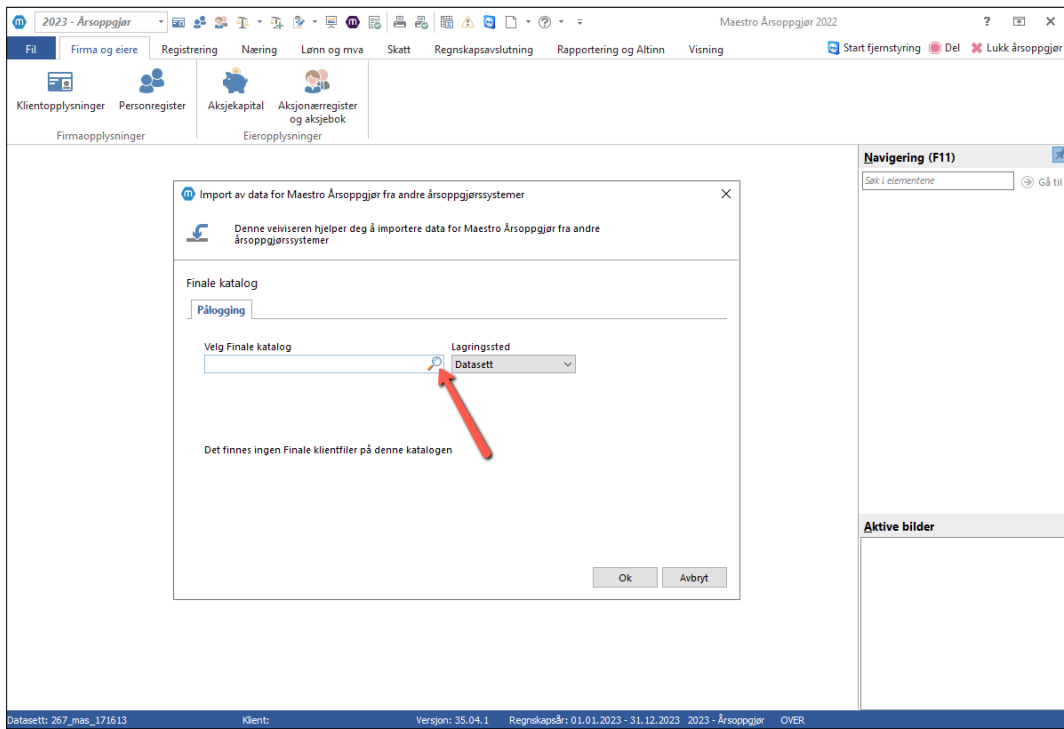 2023 - Årsoppgjør
Maestro Årsoppgjør 2022
Fil Firma og eiere Registrering Næring Lønn og mva Skatt Regnskapsavslutning Rapportering og Altinn Visning Start fjernstyring Del Lukk årsoppgjør
Klientopplysninger Personregister Aksjekapital Aksjonærregister
og aksjebok
Firmaopplysninger Eieropplysninger
Navigering (F11)
Søk i elementene Gå til
Import av data for Maestro Årsoppgjør fra andre årsoppgjørssystemer
Denne veiviseren hjelper deg å importere data for Maestro Årsoppgjør fra andre
årsoppgjørssystemer
Finale katalog
Pålogging
Velg Finale katalog Lagringssted
Datasett
Det finnes ingen Finale klientfiler på denne katalogen
Ok Avbryt
Aktive bilder
Datasett: 267_mas_171613 Klient: Versjon: 35.04.1 Regnskapsår: 01.01.2023 - 31.12.2023 2023 - Årsoppgjør OVER